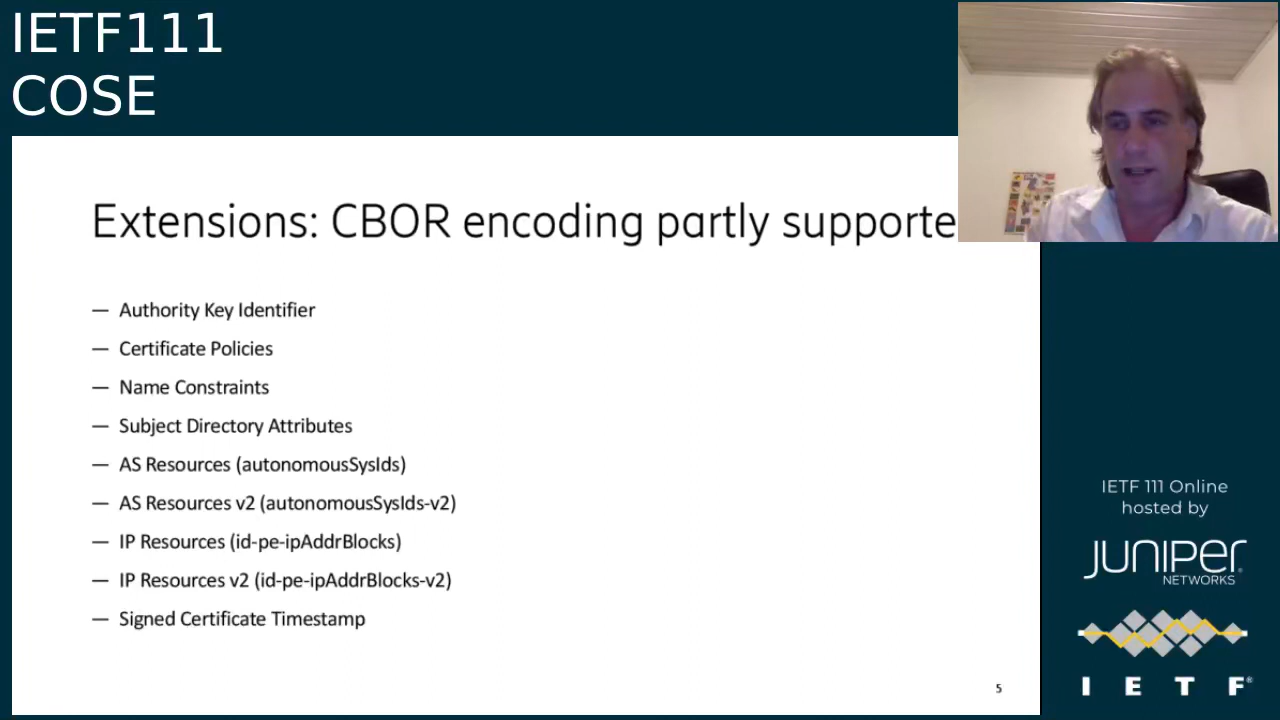 IETF111
COSE
Extensions: CBOR encoding partly supporte
— Authority Key Identifier
— Certificate Policies
— Name Constraints
— Subject Directory Attributes
— AS Resources (autonomousSysIds)
— AS Resources v2 (autonomousSysIds-v2)
— IP Resources (id-pe-ipAddrBlocks)
— IP Resources v2 (id-pe-ipAddrBlocks-v2)
— Signed Certificate Timestamp
5
IETF 111 Online
hosted by
JUNIPER
NETWORKS
I E T F®